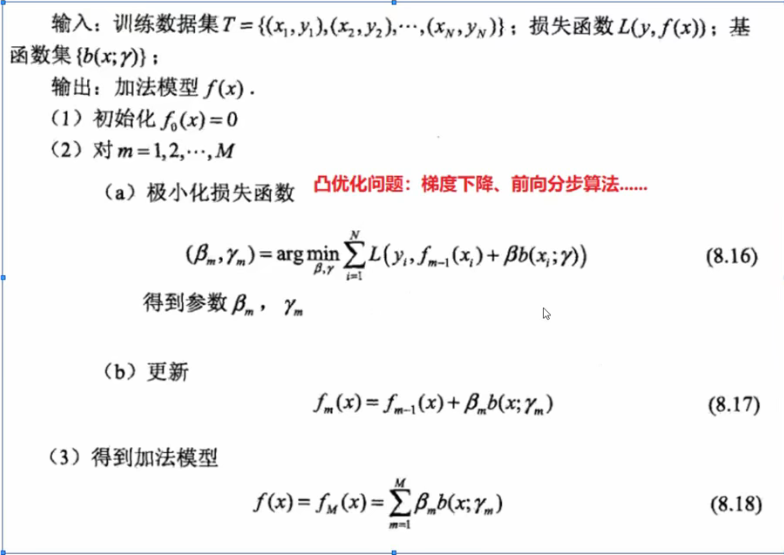 输入：训练数据集 T = {(x₁, y₁), (x₂, y₂), ⋯, (x_N, y_N)}；损失函数 L(y, f(x))；基
函数集 {b(x; γ)}；
输出：加法模型 f(x).
（1）初始化 f₀(x) = 0
（2）对 m = 1, 2, ⋯, M
（a）极小化损失函数 凸优化问题：梯度下降、前向分步算法......
(β_m, γ_m) = arg min_{β,γ} ∑_{i=1}^{N} L(y_i, f_{m−1}(x_i) + βb(x_i; γ)) (8.16)
得到参数 β_m， γ_m
（b）更新
f_m(x) = f_{m−1}(x) + β_m b(x; γ_m) (8.17)
（3）得到加法模型
f(x) = f_M(x) = ∑_{m=1}^{M} β_m b(x; γ_m) (8.18)